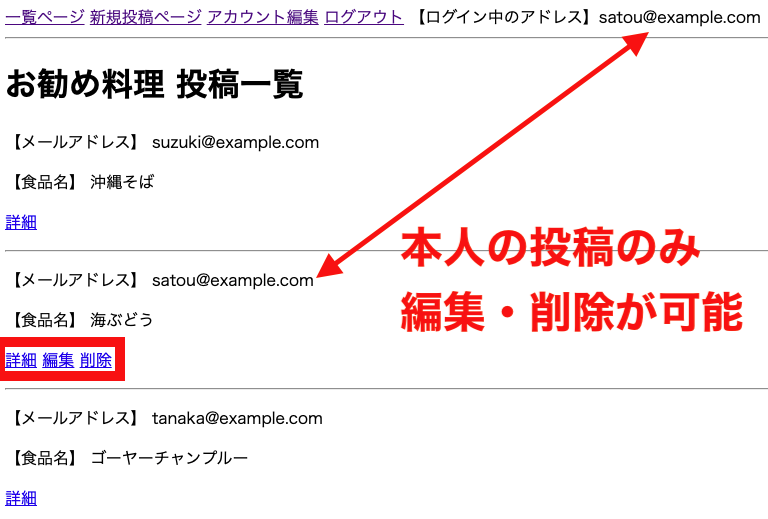 一覧ページ 新規投稿ページ アカウント編集 ログアウト 【ログイン中のアドレス】satou@example.com
お勧め料理 投稿一覧
【メールアドレス】 suzuki@example.com
【食品名】 沖縄そば
詳細
本人の投稿のみ
編集・削除が可能
【メールアドレス】 satou@example.com
【食品名】 海ぶどう
詳細 編集 削除
【メールアドレス】 tanaka@example.com
【食品名】 ゴーヤーチャンプルー
詳細